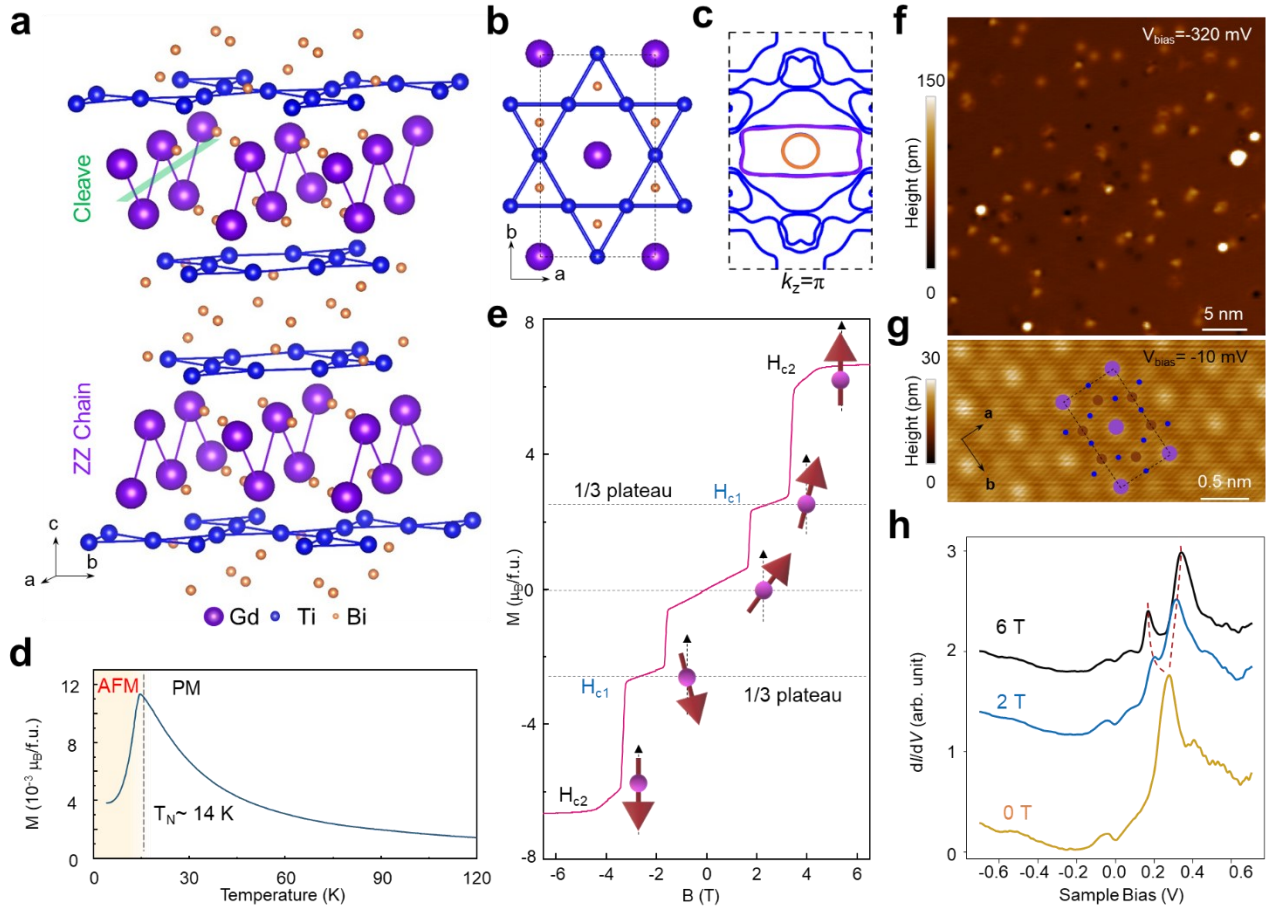 a
Cleave
ZZ Chain
c
b
a
Gd Ti Bi
b
b
a
c
k_z=π
d
AFM
PM
T_N~ 14 K
M (10⁻³ μ_B/f.u.)
12
8
4
0
0 30 60 90 120
Temperature (K)
e
M (μ_B/f.u.)
8
4
0
-4
-8
H_c2
1/3 plateau
H_c1
H_c1
1/3 plateau
H_c2
-6 -4 -2 0 2 4 6
B (T)
f
V_bias=-320 mV
150
Height (pm)
0
5 nm
g
V_bias= -10 mV
30
Height (pm)
0
a
b
0.5 nm
h
dI/dV (arb. unit)
3
2
1
0
6 T
2 T
0 T
-0.6 -0.4 -0.2 0.0 0.2 0.4 0.6
Sample Bias (V)